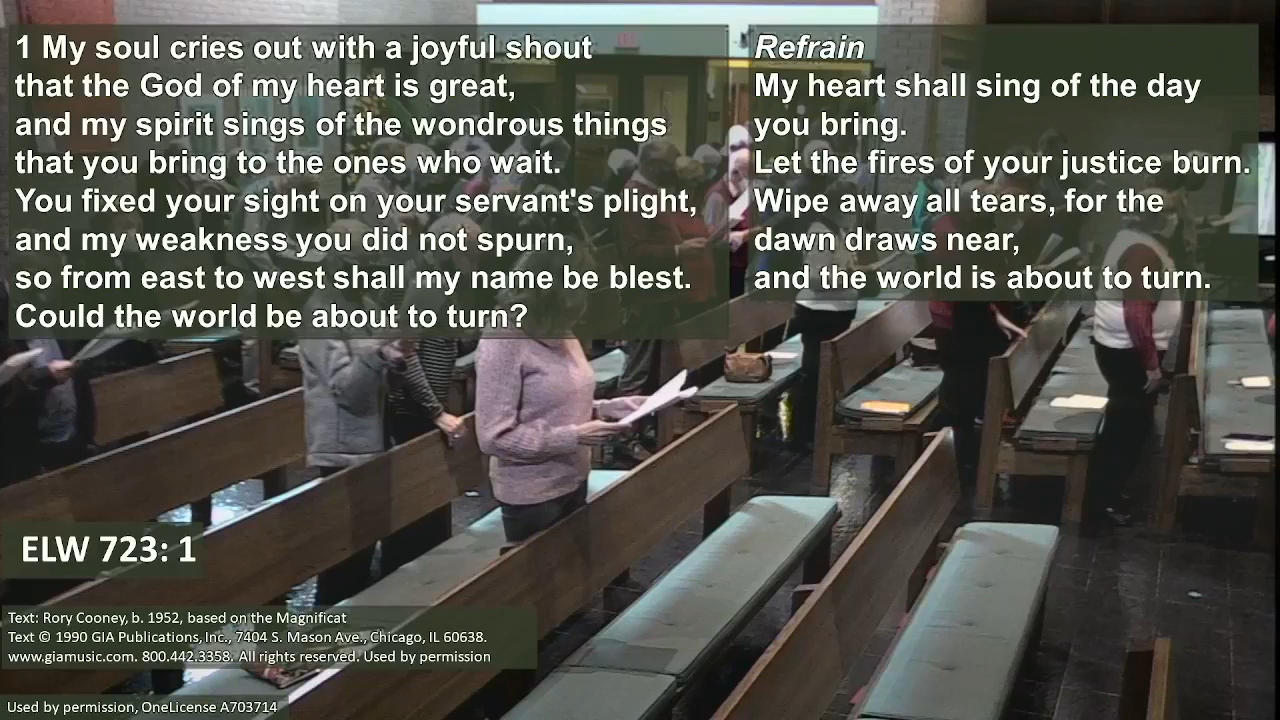 1 My soul cries out with a joyful shout
that the God of my heart is great,
and my spirit sings of the wondrous things
that you bring to the ones who wait.
You fixed your sight on your servant's plight,
and my weakness you did not spurn,
so from east to west shall my name be blest.
Could the world be about to turn?
Refrain
My heart shall sing of the day
you bring.
Let the fires of your justice burn.
Wipe away all tears, for the
dawn draws near,
and the world is about to turn.
ELW 723: 1
Text: Rory Cooney, b. 1952, based on the Magnificat
Text © 1990 GIA Publications, Inc., 7404 S. Mason Ave., Chicago, IL 60638.
www.giamusic.com. 800.442.3358. All rights reserved. Used by permission
Used by permission, OneLicense A703714